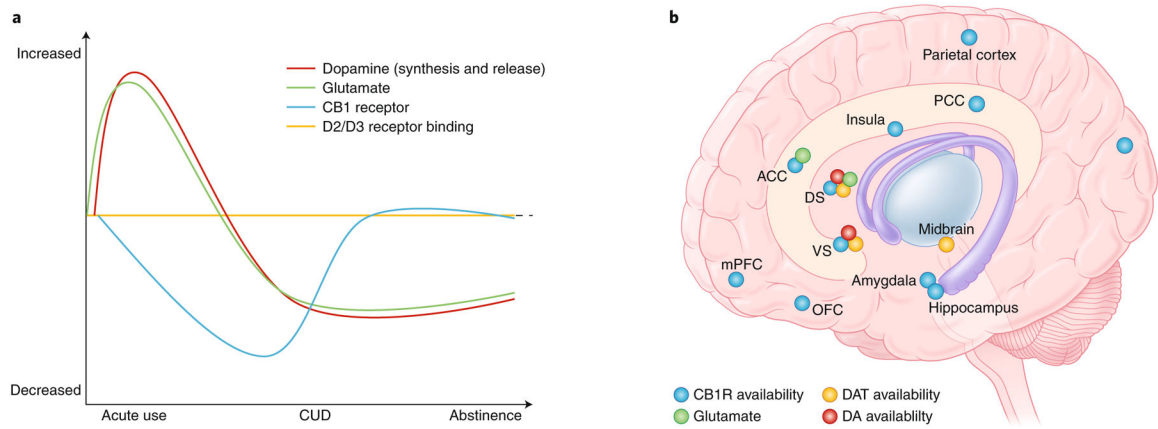 a
Increased
Dopamine (synthesis and release)
Glutamate
CB1 receptor
D2/D3 receptor binding
Decreased
Acute use
CUD
Abstinence
b
Parietal cortex
PCC
Insula
ACC
DS
Midbrain
VS
mPFC
Amygdala
OFC
Hippocampus
CB1R availability
DAT availability
Glutamate
DA availablilty